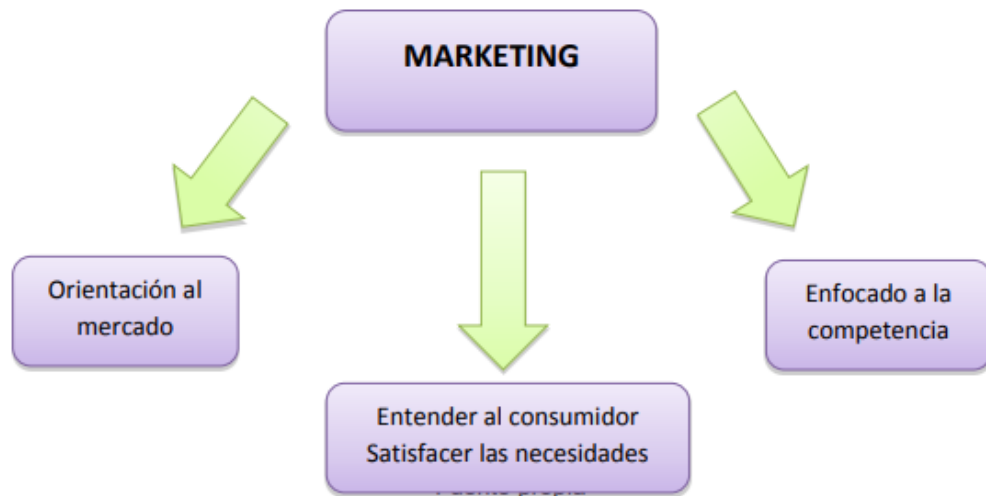 MARKETING
Orientación al
mercado
Enfocado a la
competencia
Entender al consumidor
Satisfacer las necesidades